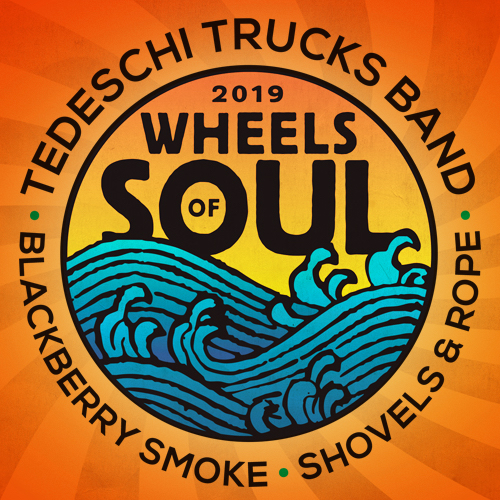 TEDESCHI TRUCKS BAND
2019
WHEELS
OF
SOUL
BLACKBERRY SMOKE • SHOVELS & ROPE